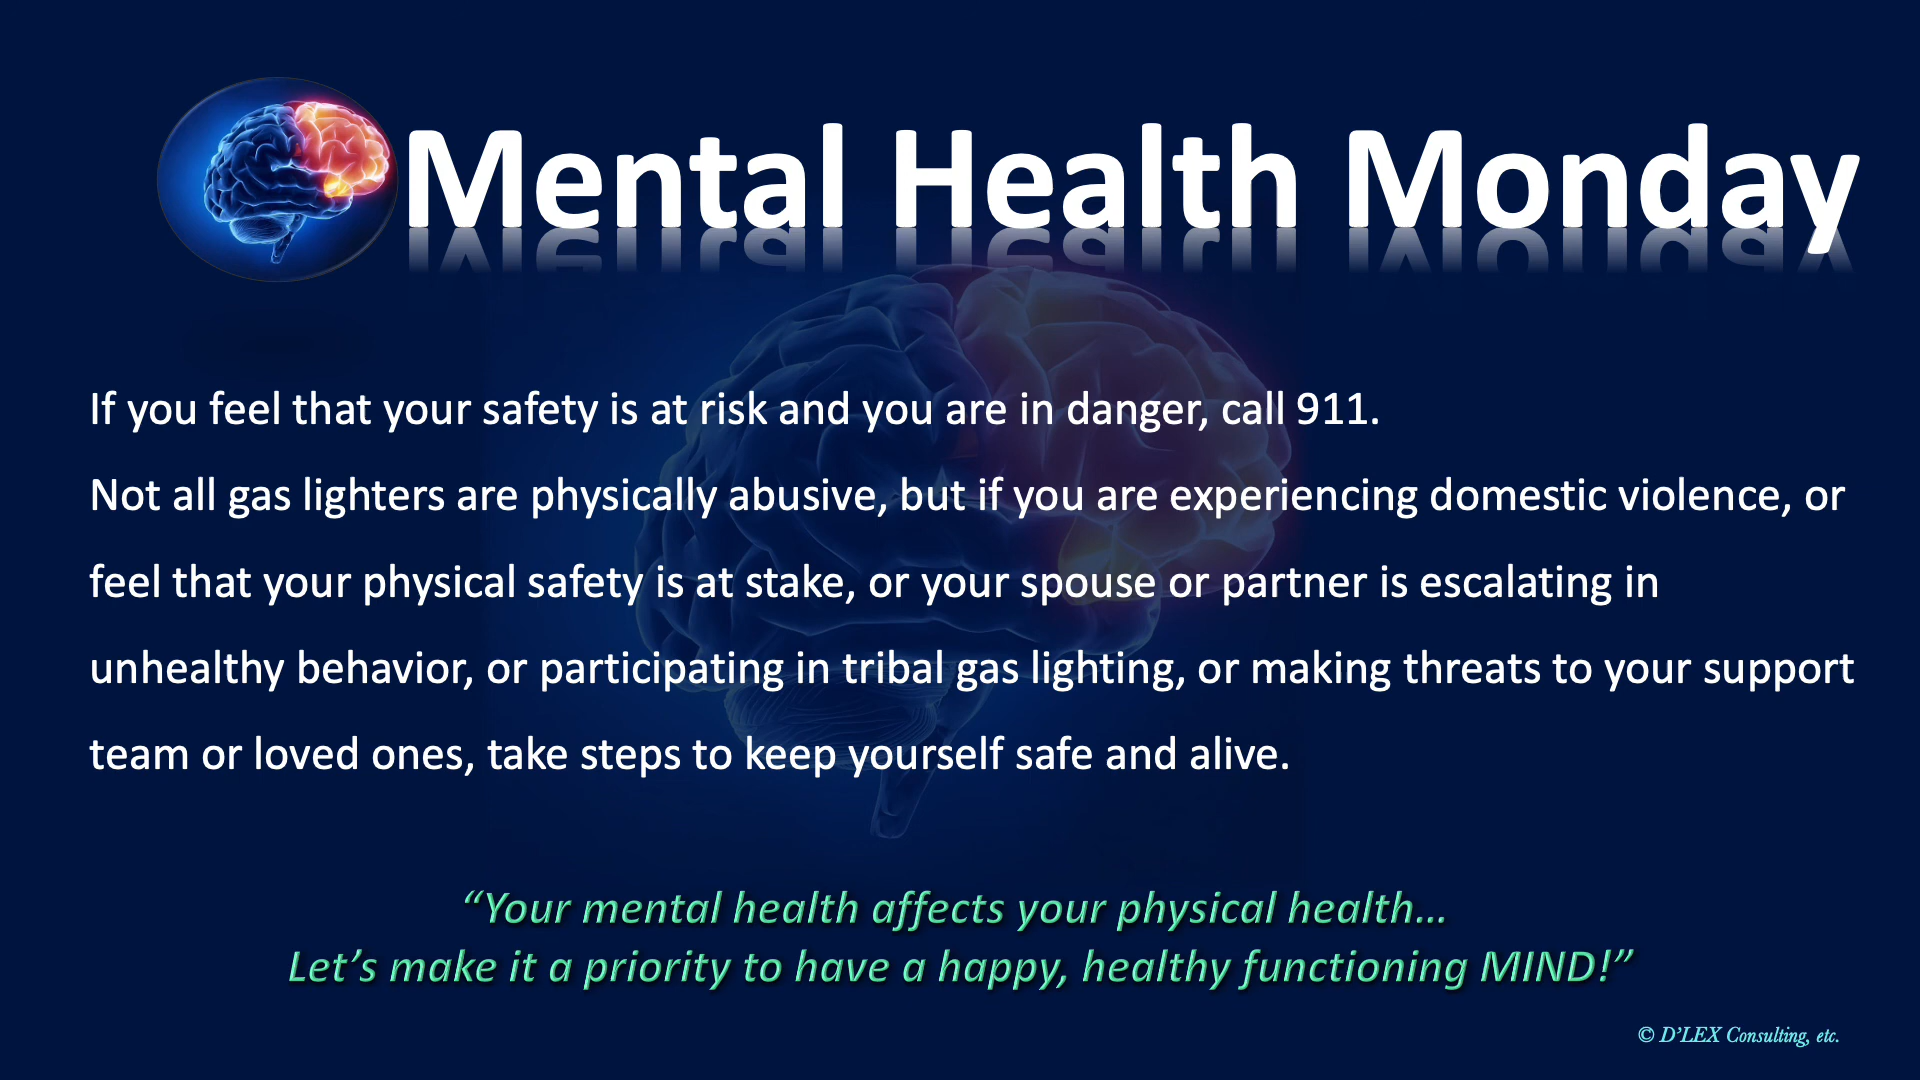 Mental Health Monday
If you feel that your safety is at risk and you are in danger, call 911.
Not all gas lighters are physically abusive, but if you are experiencing domestic violence, or
feel that your physical safety is at stake, or your spouse or partner is escalating in
unhealthy behavior, or participating in tribal gas lighting, or making threats to your support
team or loved ones, take steps to keep yourself safe and alive.
“Your mental health affects your physical health…
Let’s make it a priority to have a happy, healthy functioning MIND!”
© D’LEX Consulting, etc.